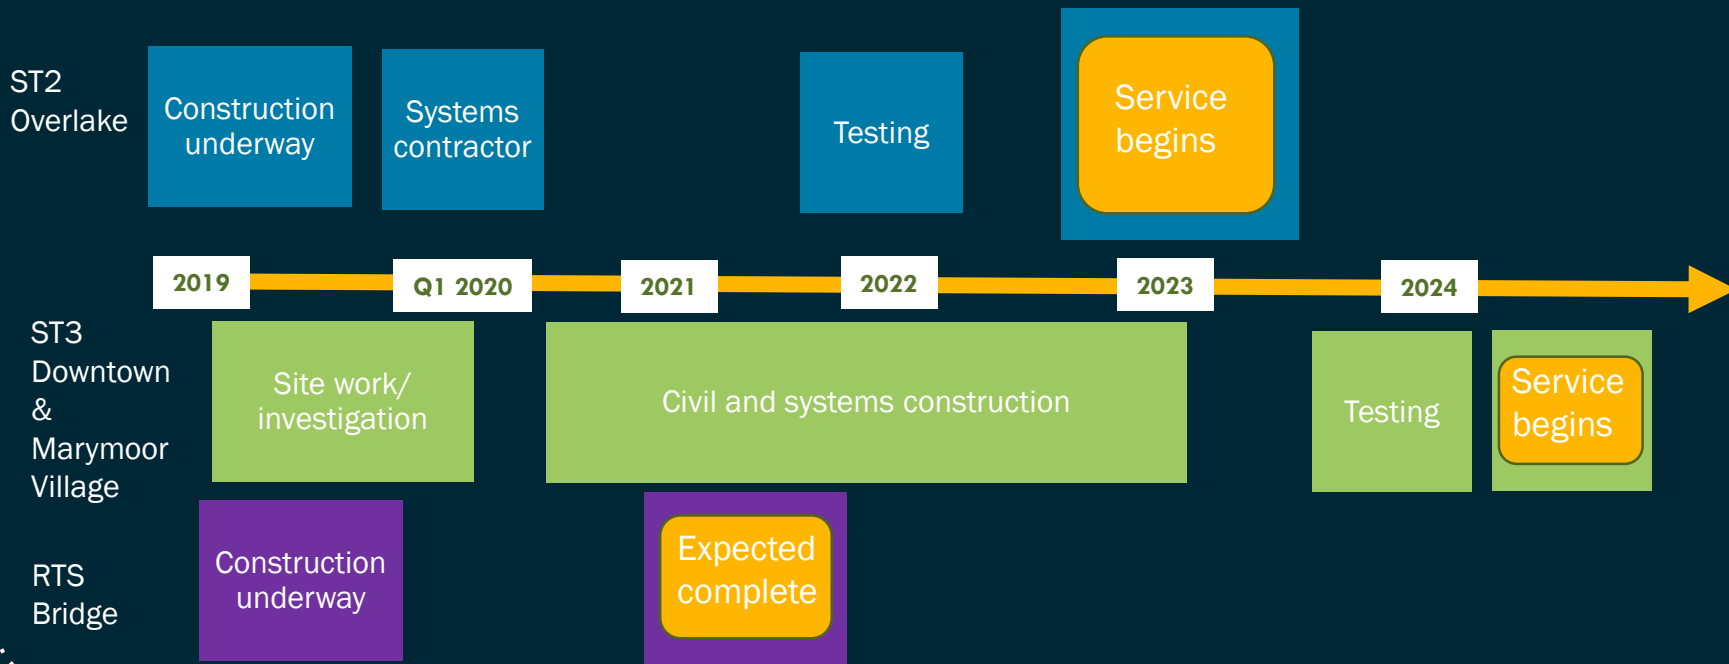 ST2
Overlake
Construction
underway
Systems
contractor
Testing
Service
begins
2019
Q1 2020
2021
2022
2023
2024
ST3
Downtown
&
Marymoor
Village
Site work/
investigation
Civil and systems construction
Testing
Service
begins
RTS
Bridge
Construction
underway
Expected
complete